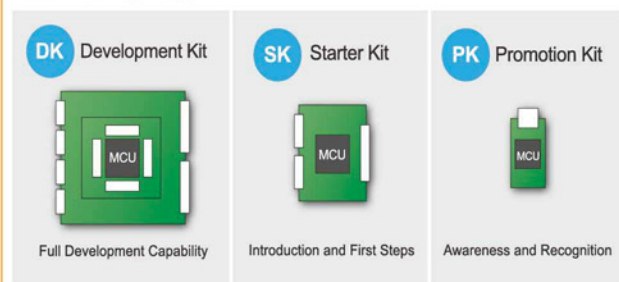 DK Development Kit
MCU
Full Development Capability
SK Starter Kit
MCU
Introduction and First Steps
PK Promotion Kit
MCU
Awareness and Recognition